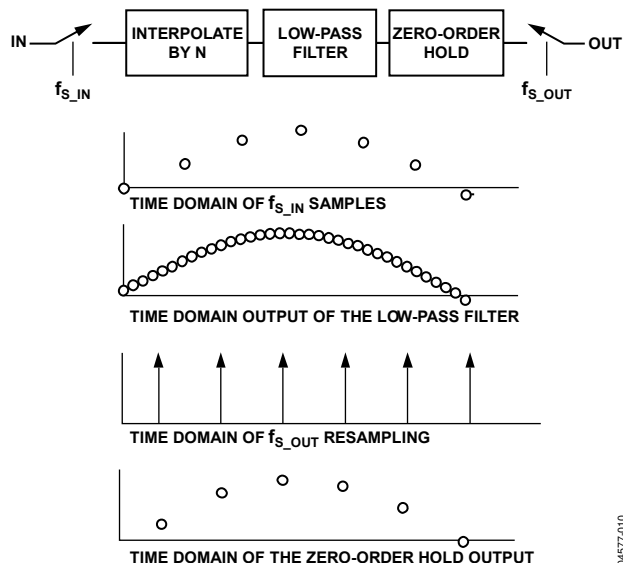 IN
INTERPOLATE
BY N
LOW-PASS
FILTER
ZERO-ORDER
HOLD
OUT
fS_IN
fS_OUT
TIME DOMAIN OF fS_IN SAMPLES
TIME DOMAIN OUTPUT OF THE LOW-PASS FILTER
TIME DOMAIN OF fS_OUT RESAMPLING
TIME DOMAIN OF THE ZERO-ORDER HOLD OUTPUT
04577-010